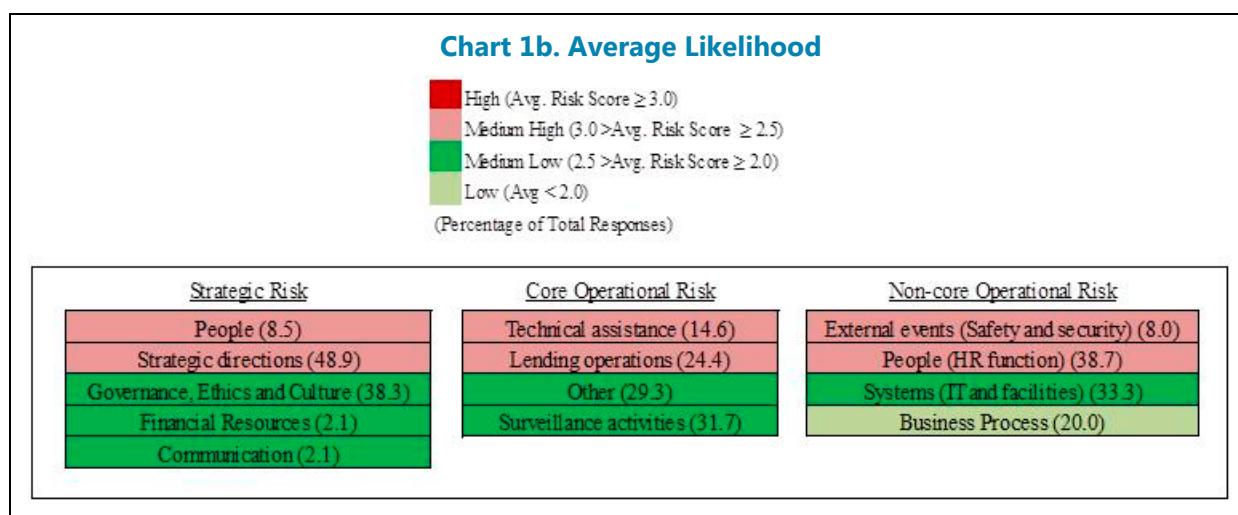 Chart 1b. Average Likelihood
High (Avg. Risk Score ≥ 3.0)
Medium High (3.0 >Avg. Risk Score ≥ 2.5)
Medium Low (2.5 >Avg. Risk Score ≥ 2.0)
Low (Avg < 2.0)
(Percentage of Total Responses)
Strategic Risk
People (8.5)
Strategic directions (48.9)
Governance, Ethics and Culture (38.3)
Financial Resources (2.1)
Communication (2.1)
Core Operational Risk
Technical assistance (14.6)
Lending operations (24.4)
Other (29.3)
Surveillance activities (31.7)
Non-core Operational Risk
External events (Safety and security) (8.0)
People (HR function) (38.7)
Systems (IT and facilities) (33.3)
Business Process (20.0)